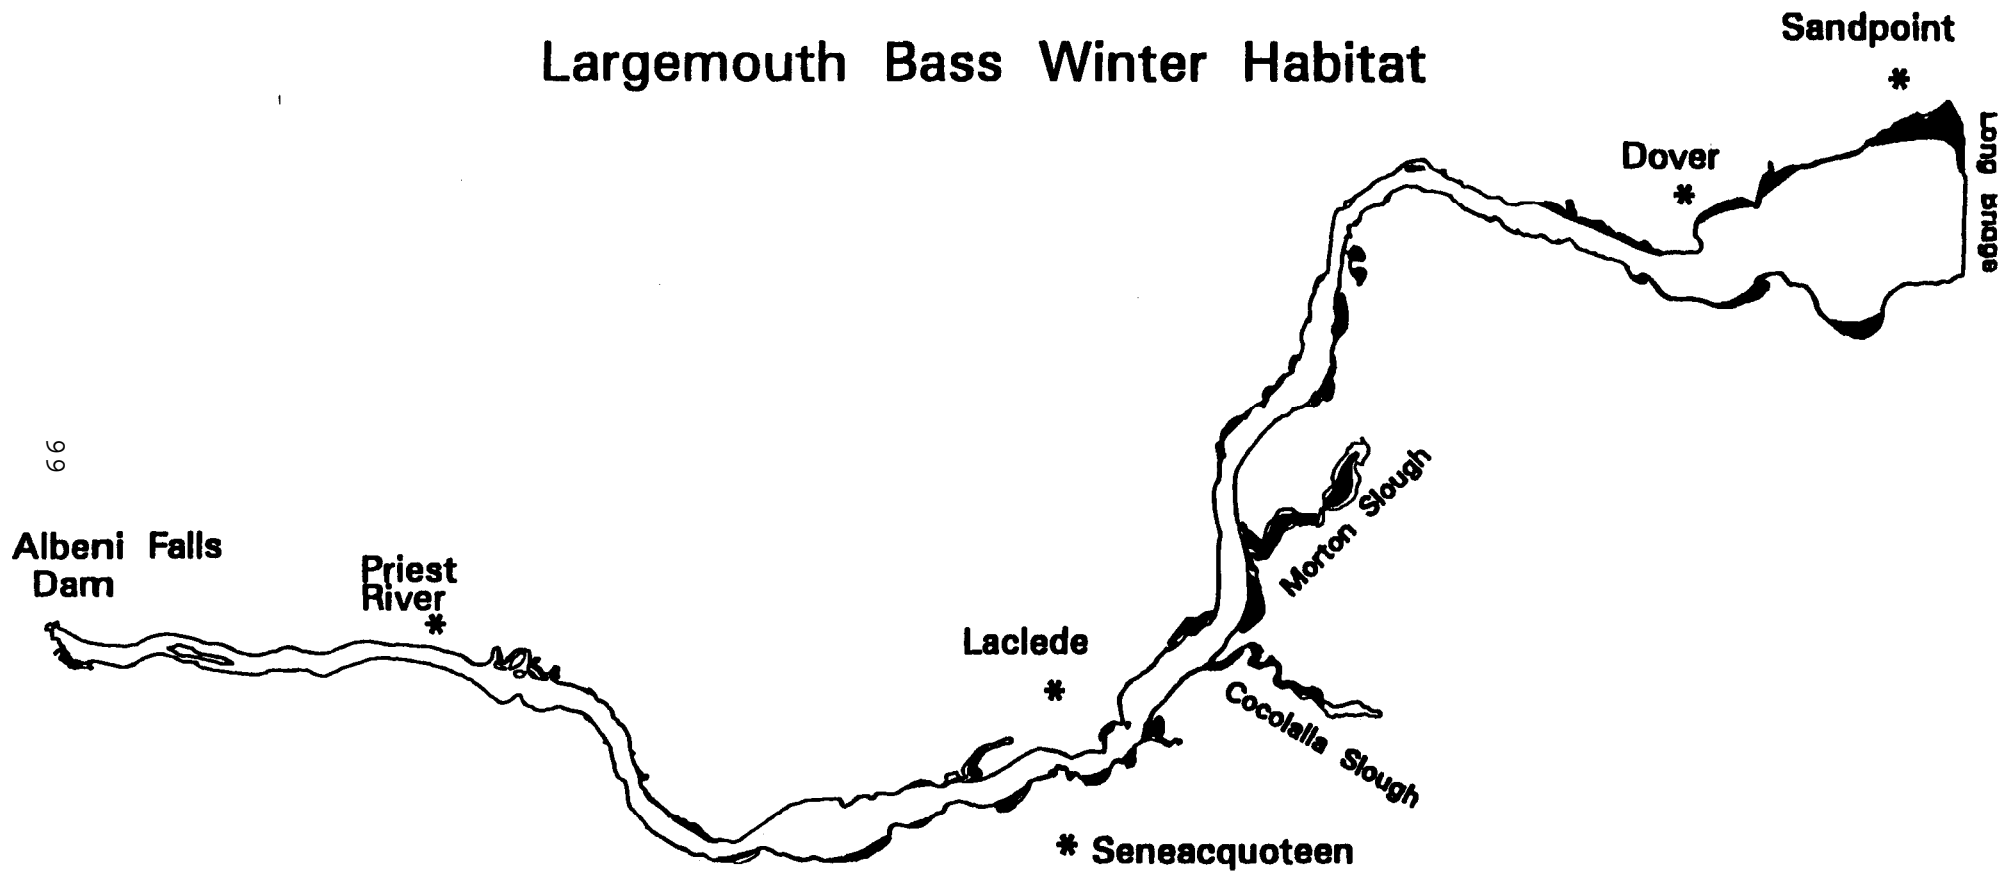 Largemouth Bass Winter Habitat
Sandpoint
*
Long Bridge
Dover
*
Morton Slough
66
Albeni Falls
Dam
Priest
River
*
Laclede
*
Cocolalla Slough
* Seneacquoteen